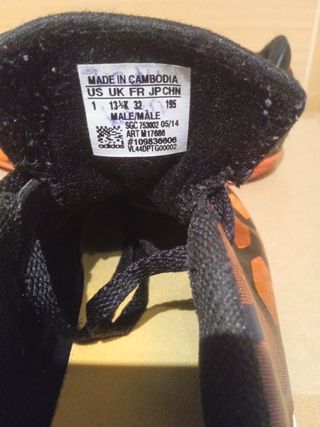 MADE IN CAMBODIA
US UK FR JP CHN
1 13½K 32 195
MALE/MÂLE
SGC 753002 05/14
ART M17686
#109836606
adidas VL44DPTG00002